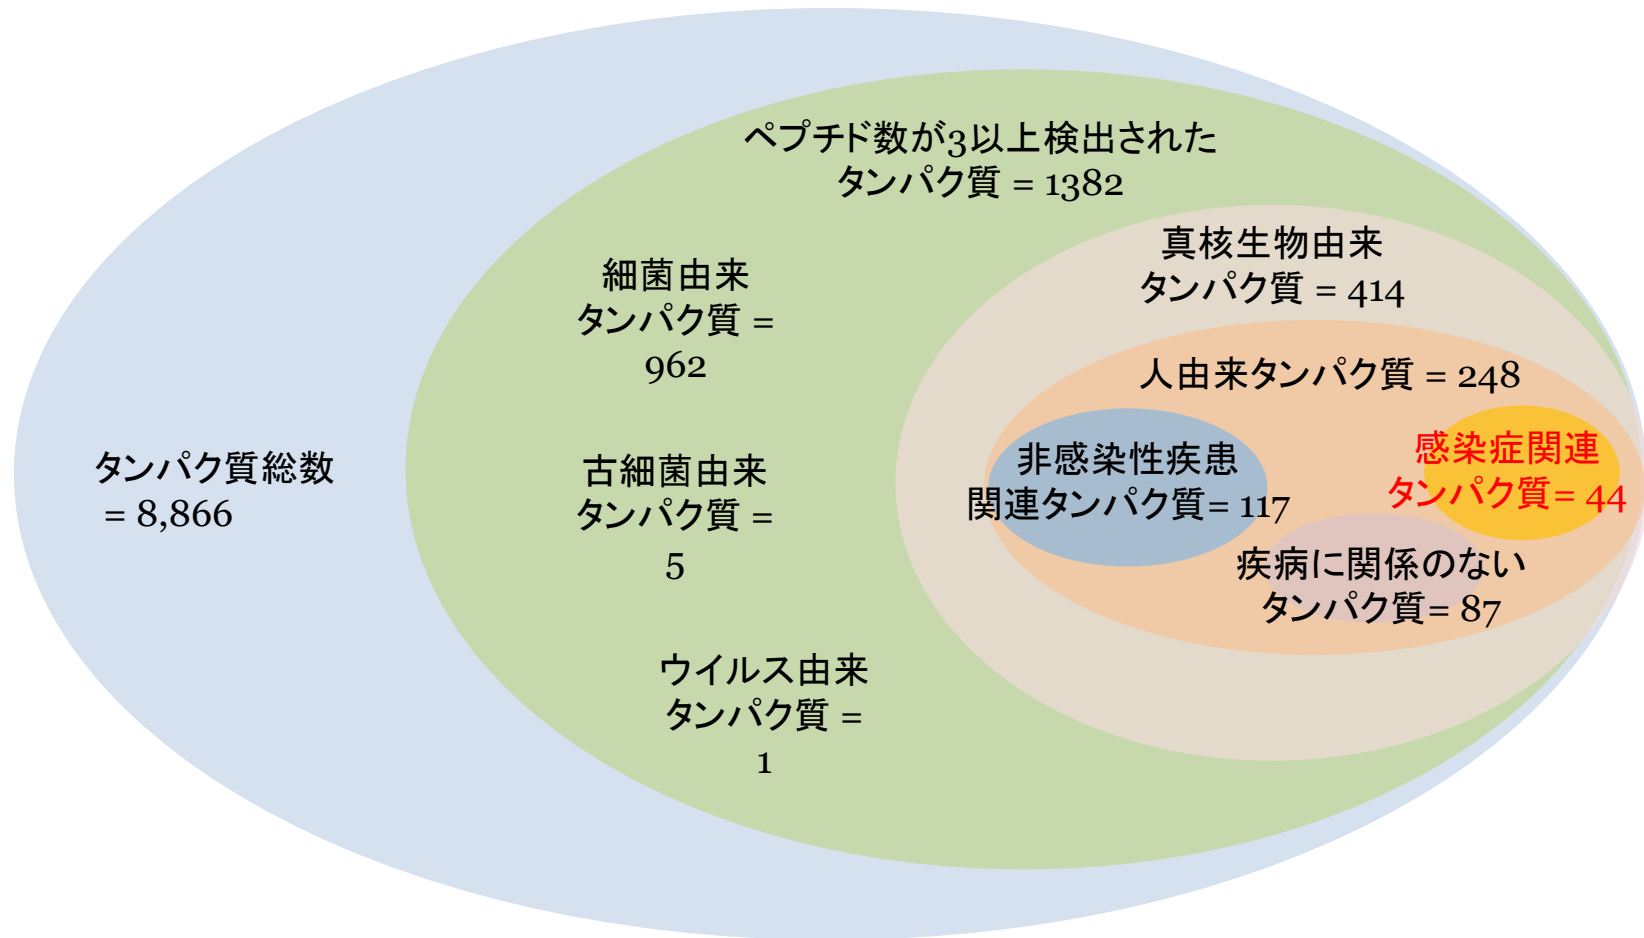 ペプチド数が3以上検出された
タンパク質 = 1382
真核生物由来
タンパク質 = 414
細菌由来
タンパク質 =
962
人由来タンパク質 = 248
タンパク質総数
= 8,866
古細菌由来
タンパク質 =
5
非感染性疾患
関連タンパク質= 117
感染症関連
タンパク質= 44
疾病に関係のない
タンパク質= 87
ウイルス由来
タンパク質 =
1